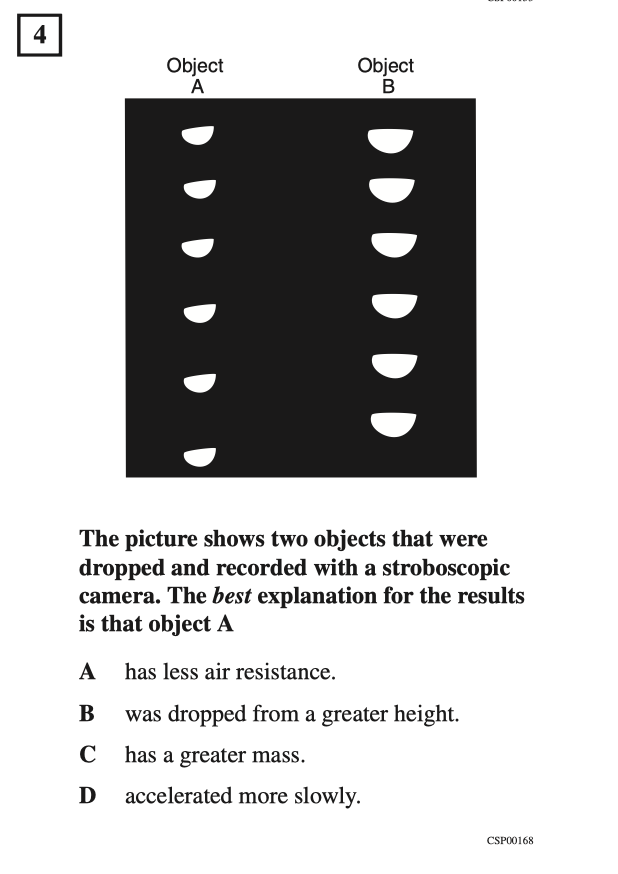 4
Object
A
Object
B
The picture shows two objects that were
dropped and recorded with a stroboscopic
camera. The best explanation for the results
is that object A
A has less air resistance.
B was dropped from a greater height.
C has a greater mass.
D accelerated more slowly.
CSP00168